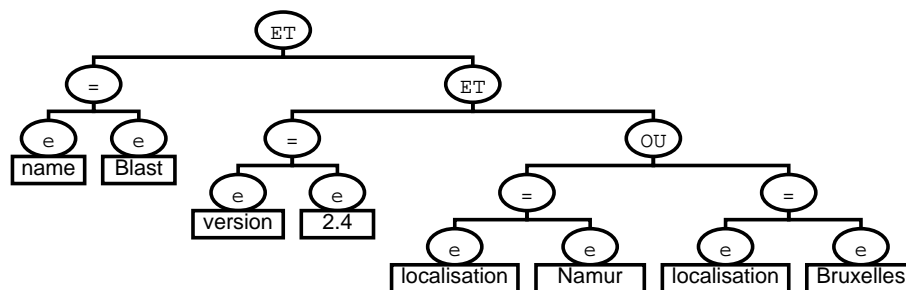 ET
= ET
e e = OU
name Blast
e e = =
version 2.4
e e e e
localisation Namur localisation Bruxelles